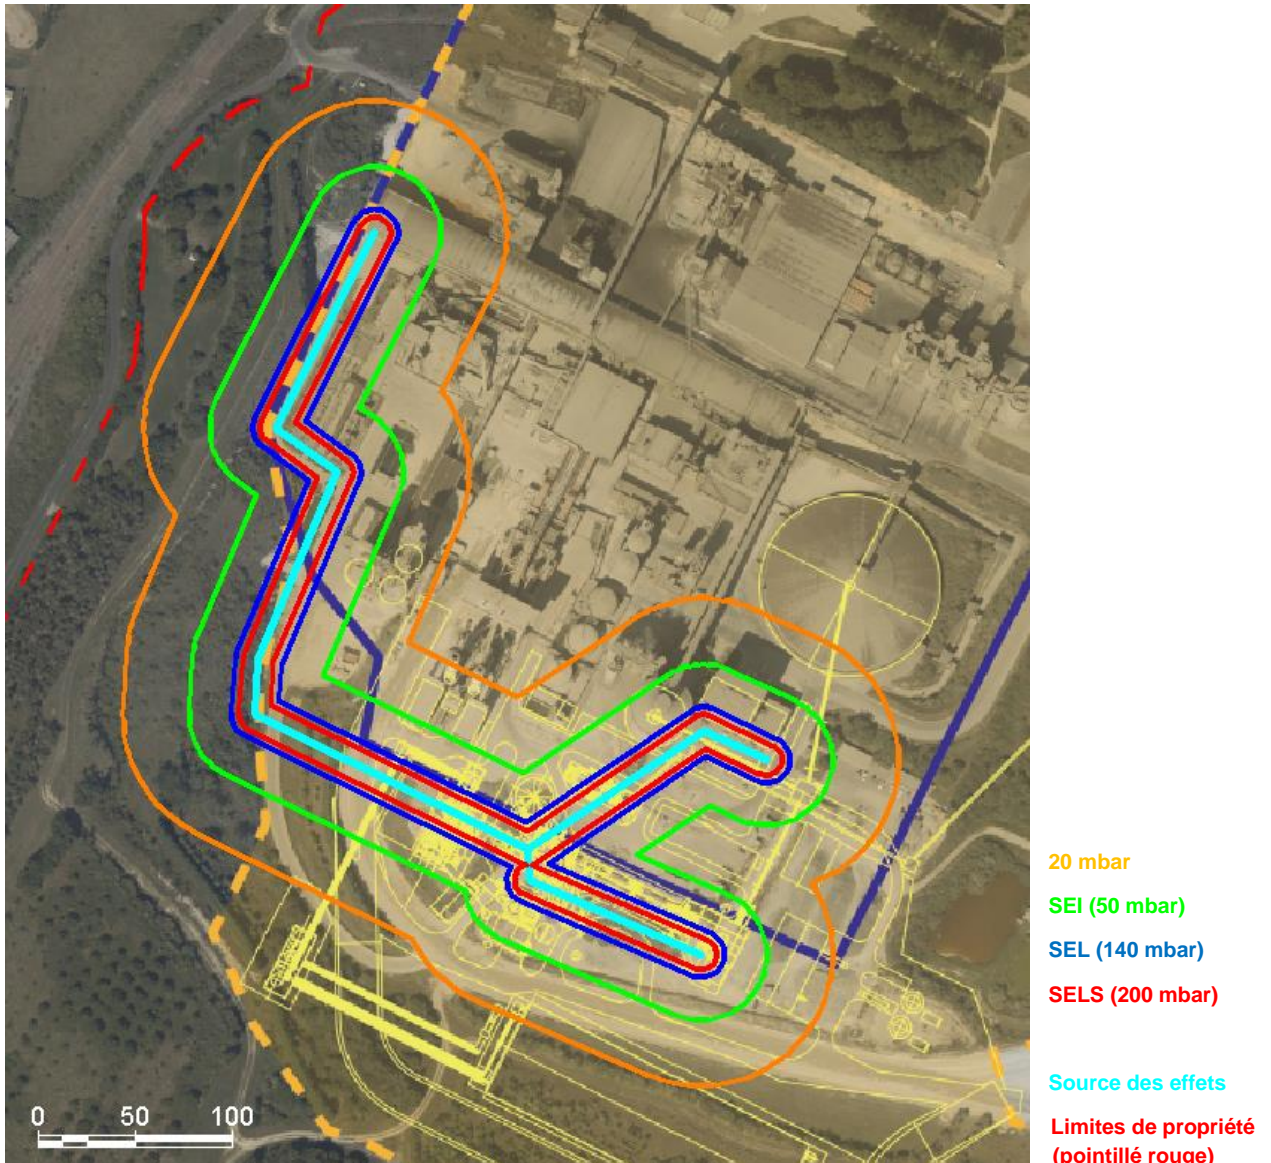 20 mbar
SEI (50 mbar)
SEL (140 mbar)
SELS (200 mbar)
Source des effets
Limites de propriété
(pointillé rouge)
0 50 100